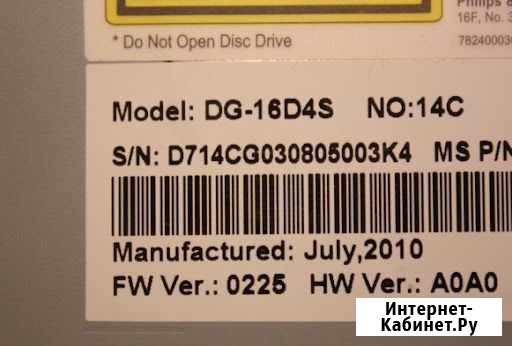 Philips &
16F, No. 3
* Do Not Open Disc Drive
7824000
Model: DG-16D4S NO:14C
S/N: D714CG030805003K4 MS P/N
Manufactured: July,2010
FW Ver.: 0225 HW Ver.: A0A0
Интернет-
Кабинет.Ру